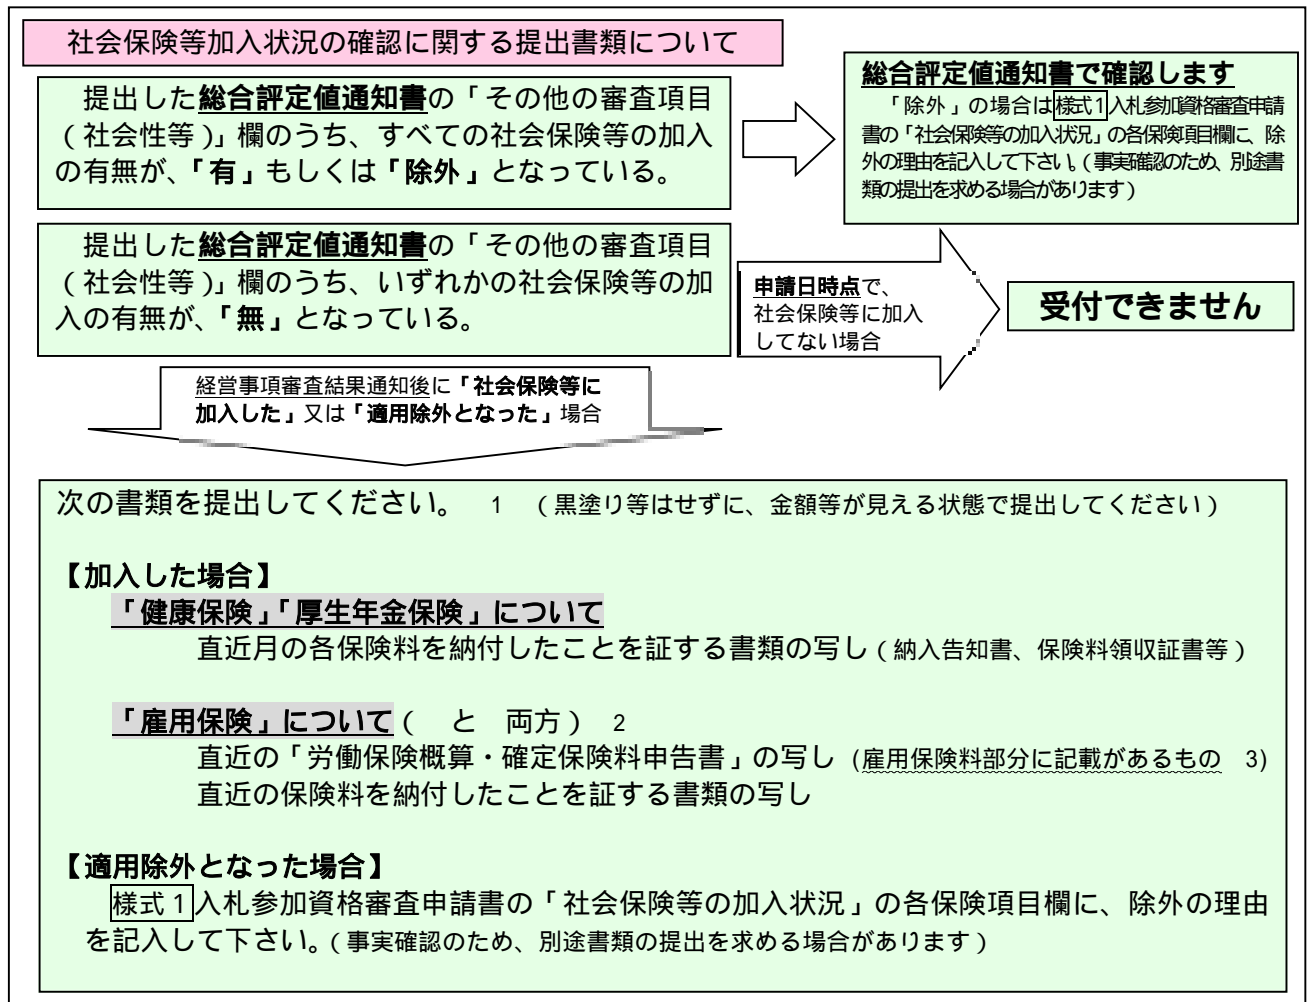 社会保険等加入状況の確認に関する提出書類について
提出した総合評定値通知書の「その他の審査項目
(社会性等)」欄のうち、すべての社会保険等の加入
の有無が、「有」もしくは「除外」となっている。
総合評定値通知書で確認します
「除外」の場合は様式1入札参加資格審査申請
書の「社会保険等の加入状況」の各保険項目欄に、除
外の理由を記入して下さい。(事実確認のため、別途書
類の提出を求める場合があります)
提出した総合評定値通知書の「その他の審査項目
(社会性等)」欄のうち、いずれかの社会保険等の加
入の有無が、「無」となっている。
申請日時点で、
社会保険等に加入
してない場合
受付できません
経営事項審査結果通知後に「社会保険等に
加入した」又は「適用除外となった」場合
次の書類を提出してください。 1 (黒塗り等はせずに、金額等が見える状態で提出してください)
【加入した場合】
「健康保険」「厚生年金保険」について
直近月の各保険料を納付したことを証する書類の写し(納入告知書、保険料領収証書等)
「雇用保険」について( と 両方) 2
直近の「労働保険概算・確定保険料申告書」の写し(雇用保険料部分に記載があるもの 3)
直近の保険料を納付したことを証する書類の写し
【適用除外となった場合】
様式1入札参加資格審査申請書の「社会保険等の加入状況」の各保険項目欄に、除外の理由
を記入して下さい。(事実確認のため、別途書類の提出を求める場合があります)